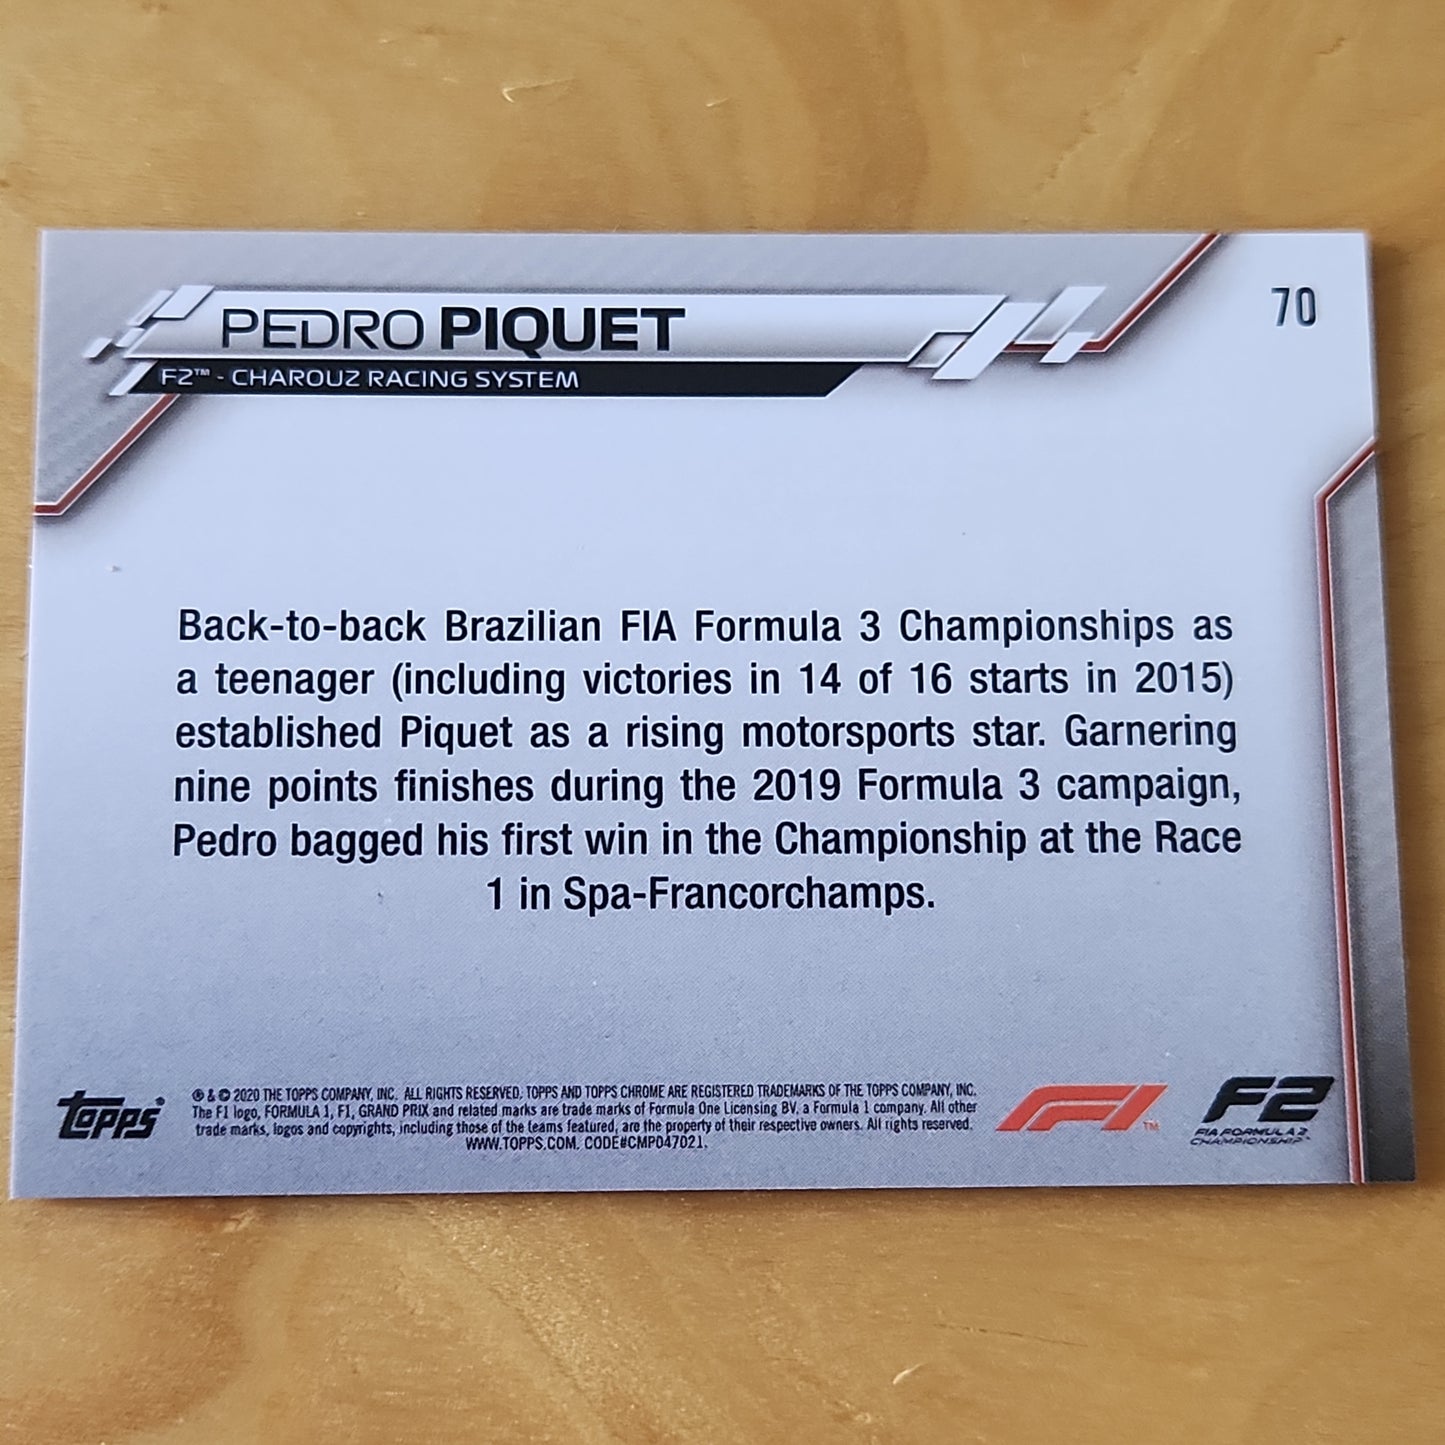 70
PEDRO PIQUET
F2™ - CHAROUZ RACING SYSTEM
Back-to-back Brazilian FIA Formula 3 Championships as
a teenager (including victories in 14 of 16 starts in 2015)
established Piquet as a rising motorsports star. Garnering
nine points finishes during the 2019 Formula 3 campaign,
Pedro bagged his first win in the Championship at the Race
1 in Spa-Francorchamps.
topps®
® & © 2020 THE TOPPS COMPANY, INC. ALL RIGHTS RESERVED. TOPPS AND TOPPS CHROME ARE REGISTERED TRADEMARKS OF THE TOPPS COMPANY, INC.
The F1 logo, FORMULA 1, F1, GRAND PRIX and related marks are trade marks of Formula One Licensing BV, a Formula 1 company. All other
trade marks, logos and copyrights, including those of the teams featured, are the property of their respective owners. All rights reserved.
WWW.TOPPS.COM. CODE#CMP047021.
F1™
F2
FIA FORMULA 2
CHAMPIONSHIP™